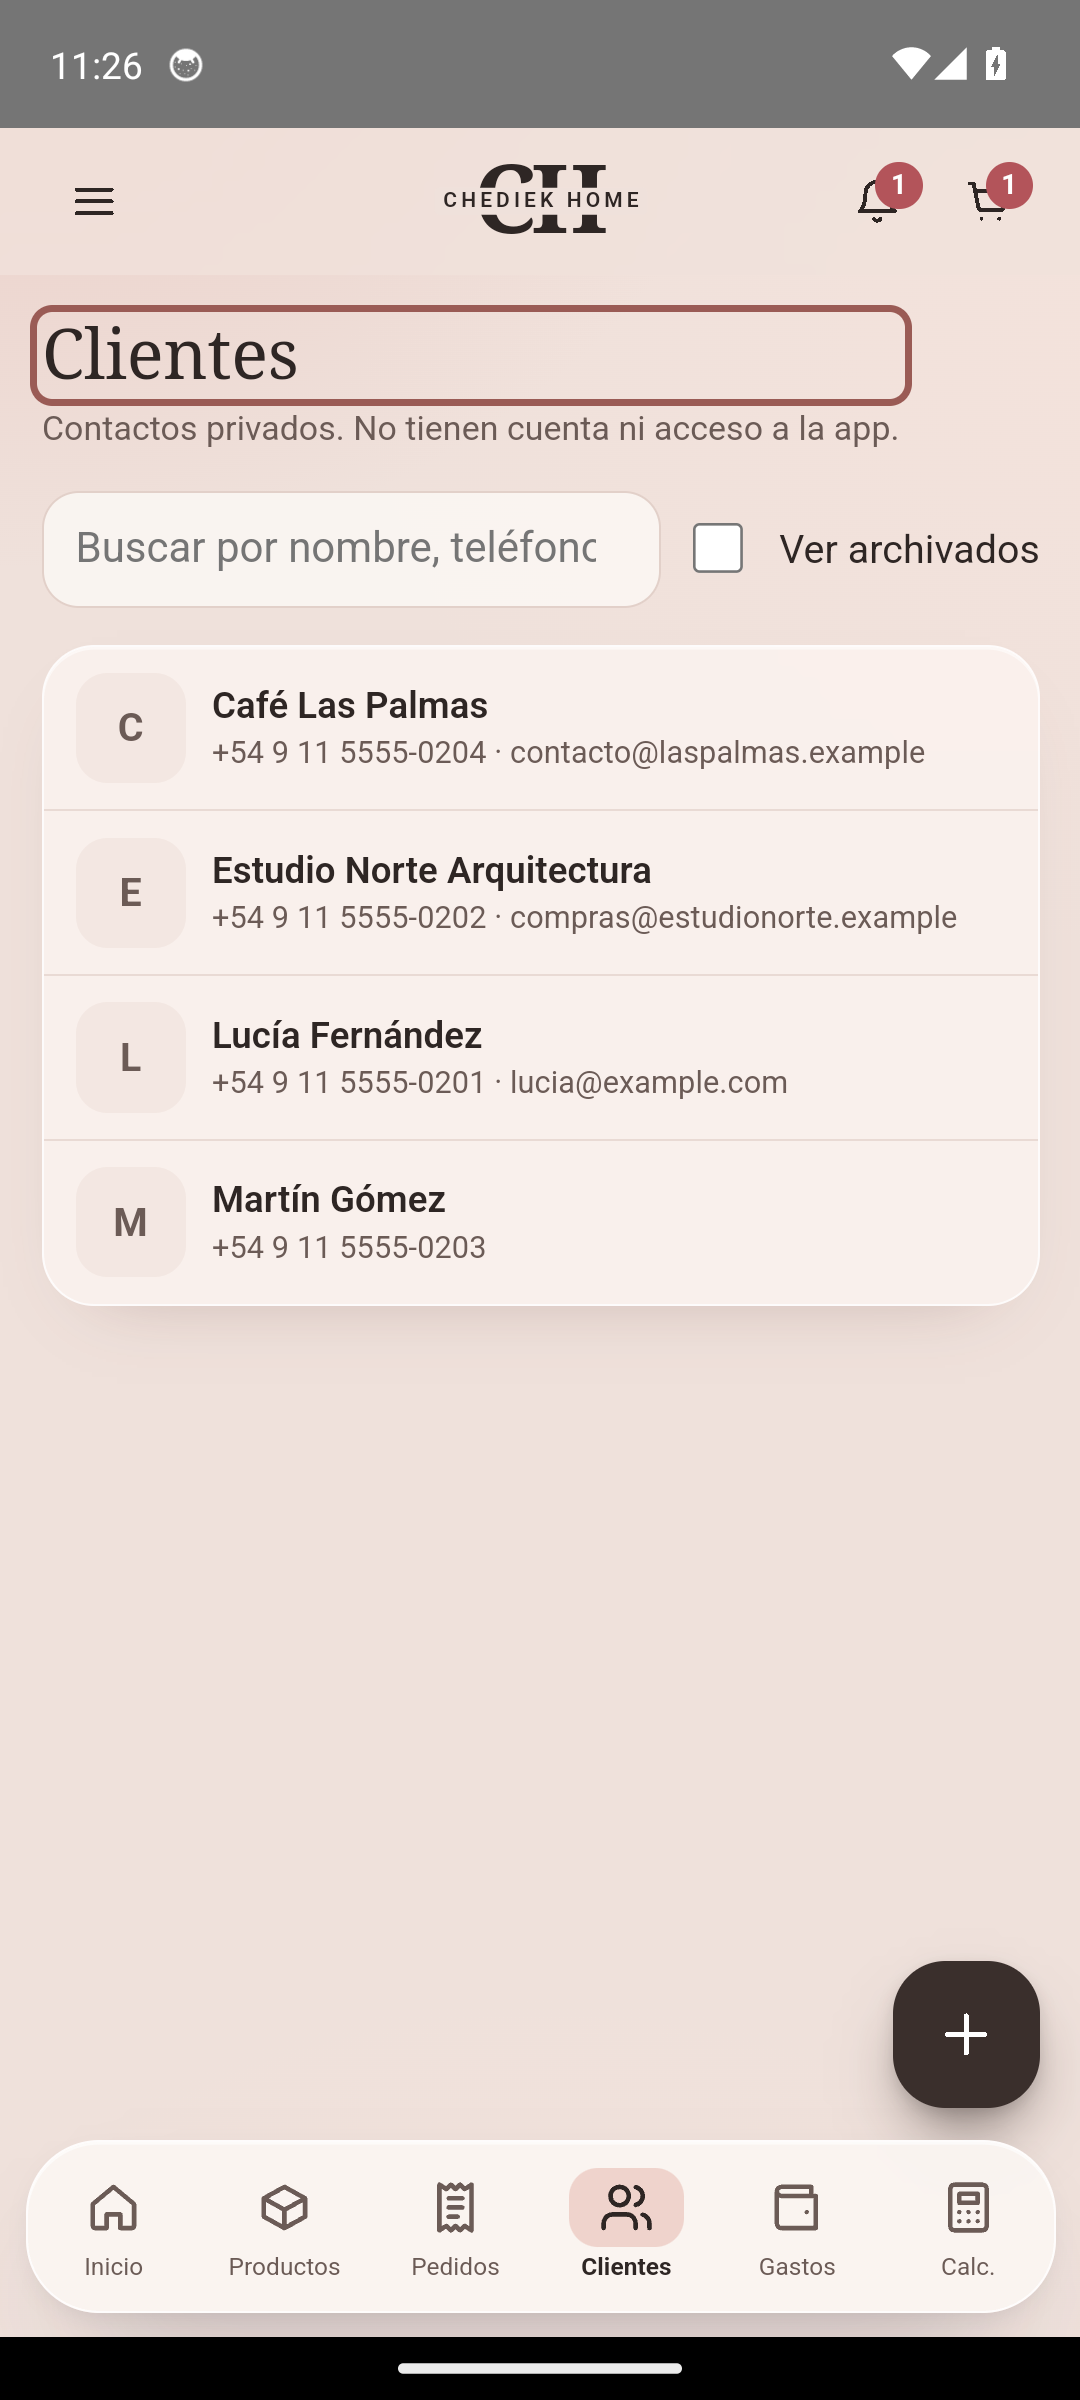 11:26
CH
CHEDIEK HOME
1
1
Clientes
Contactos privados. No tienen cuenta ni acceso a la app.
Buscar por nombre, teléfono
Ver archivados
C
Café Las Palmas
+54 9 11 5555-0204 · contacto@laspalmas.example
E
Estudio Norte Arquitectura
+54 9 11 5555-0202 · compras@estudionorte.example
L
Lucía Fernández
+54 9 11 5555-0201 · lucia@example.com
M
Martín Gómez
+54 9 11 5555-0203
Inicio
Productos
Pedidos
Clientes
Gastos
Calc.